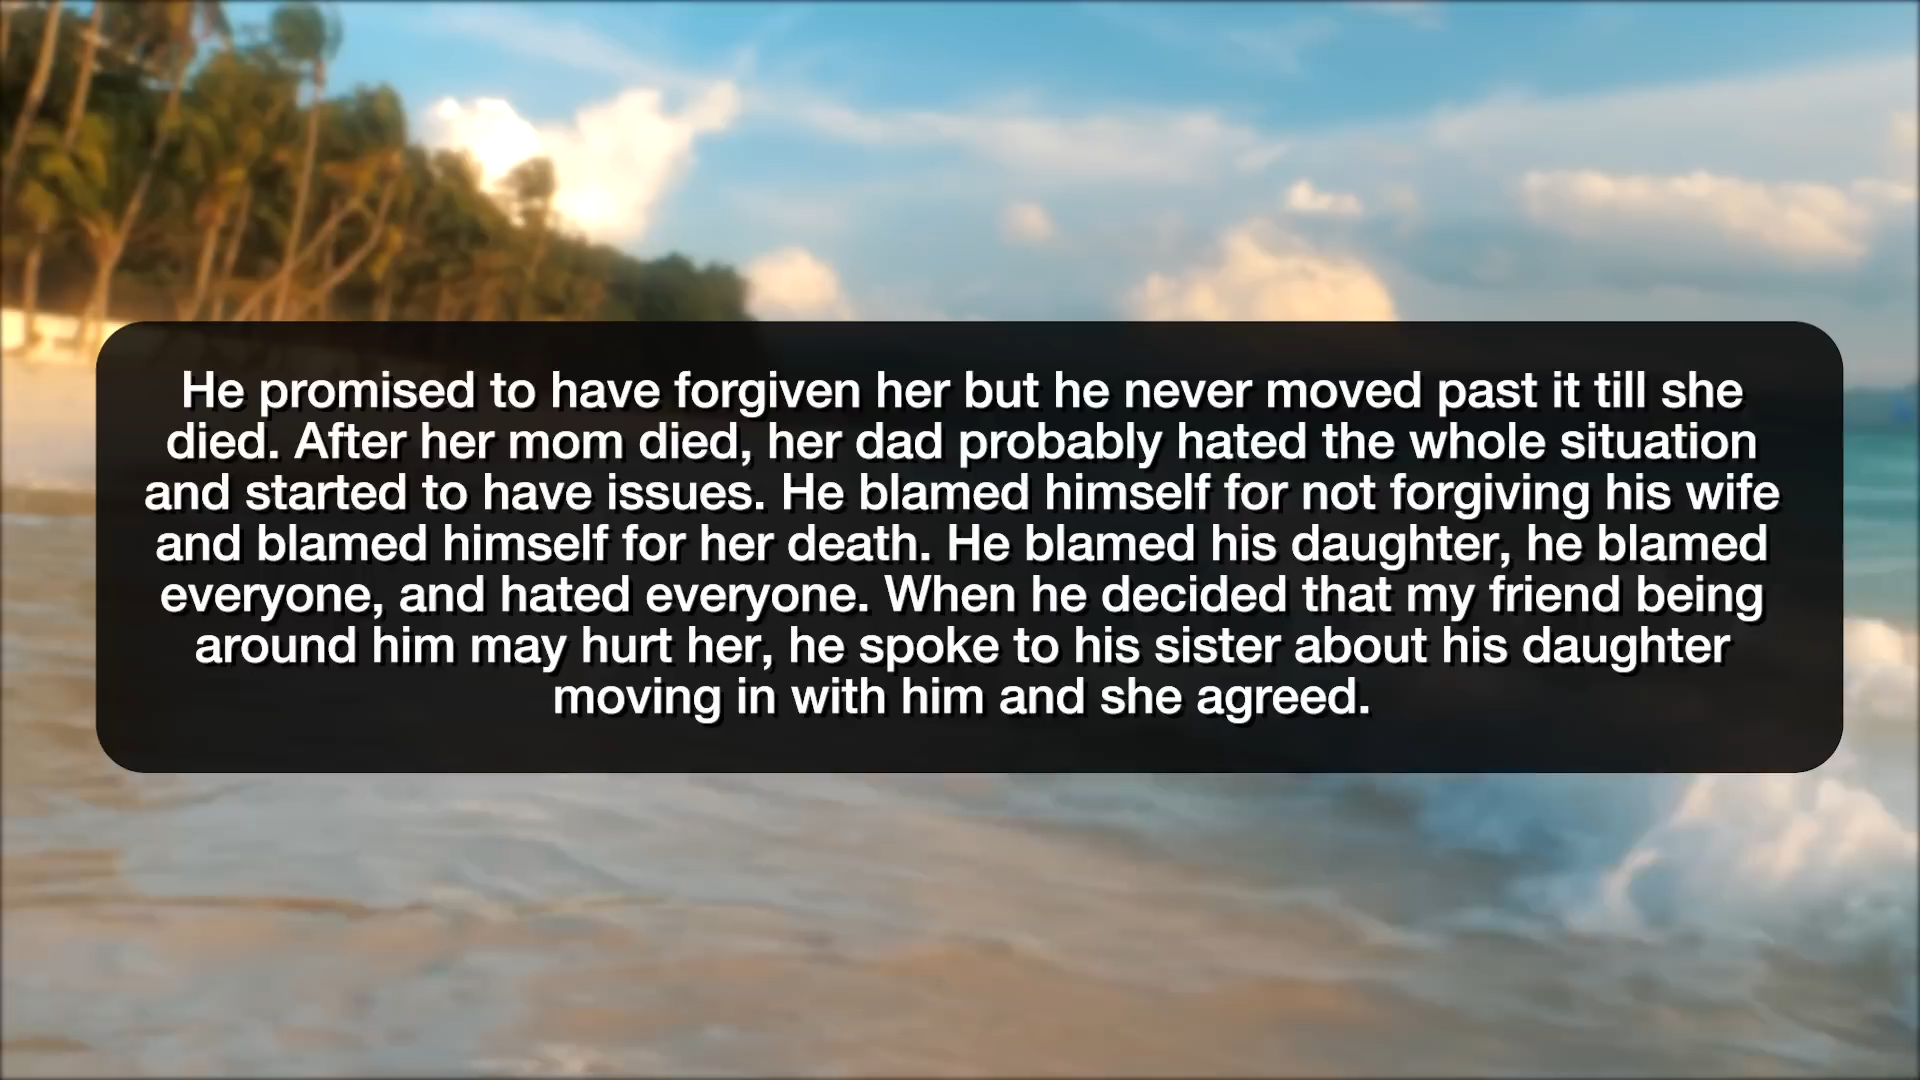 He promised to have forgiven her but he never moved past it till she
died. After her mom died, her dad probably hated the whole situation
and started to have issues. He blamed himself for not forgiving his wife
and blamed himself for her death. He blamed his daughter, he blamed
everyone, and hated everyone. When he decided that my friend being
around him may hurt her, he spoke to his sister about his daughter
moving in with him and she agreed.